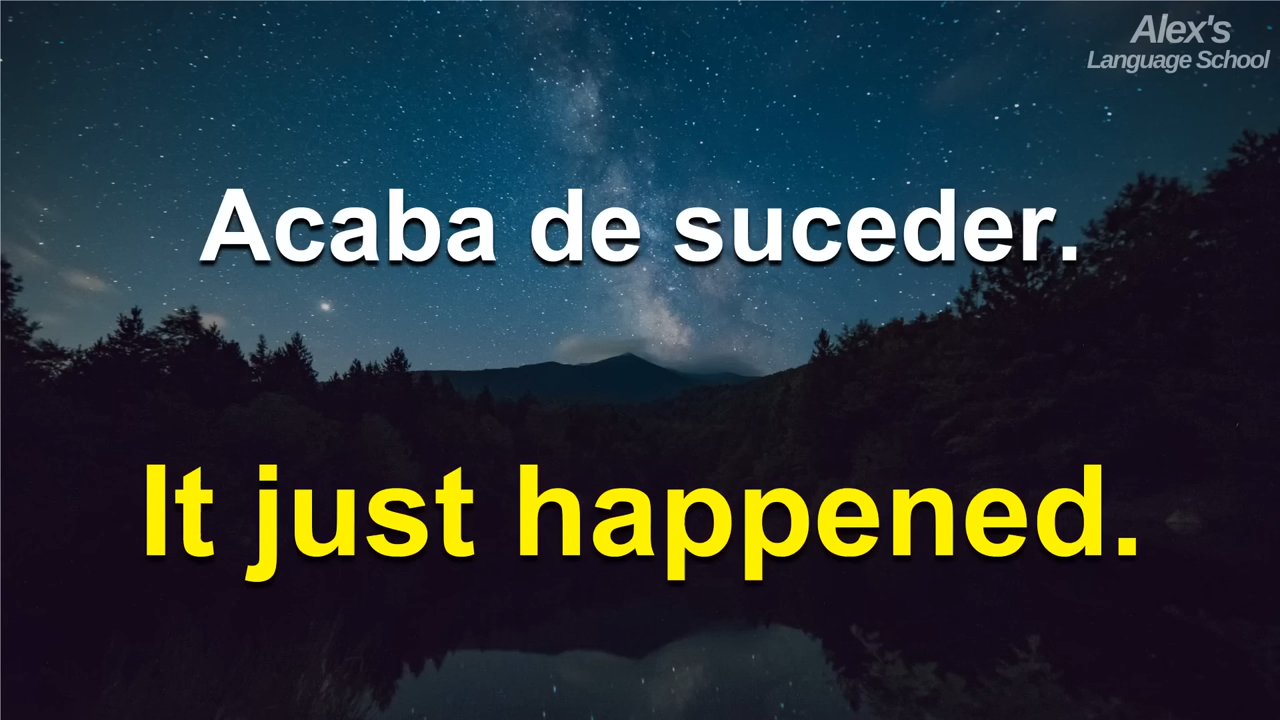 Alex's
Language School
Acaba de suceder.
It just happened.